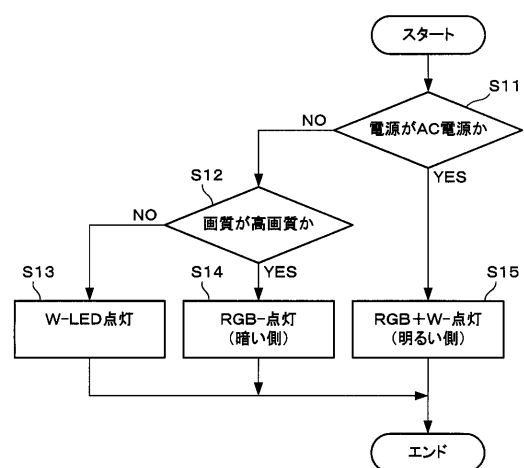 スタート
S11
電源がAC電源か
NO
YES
S12
画質が高画質か
NO
YES
S13
W-LED点灯
S14
RGB-点灯
(暗い側)
S15
RGB+W-点灯
(明るい側)
エンド